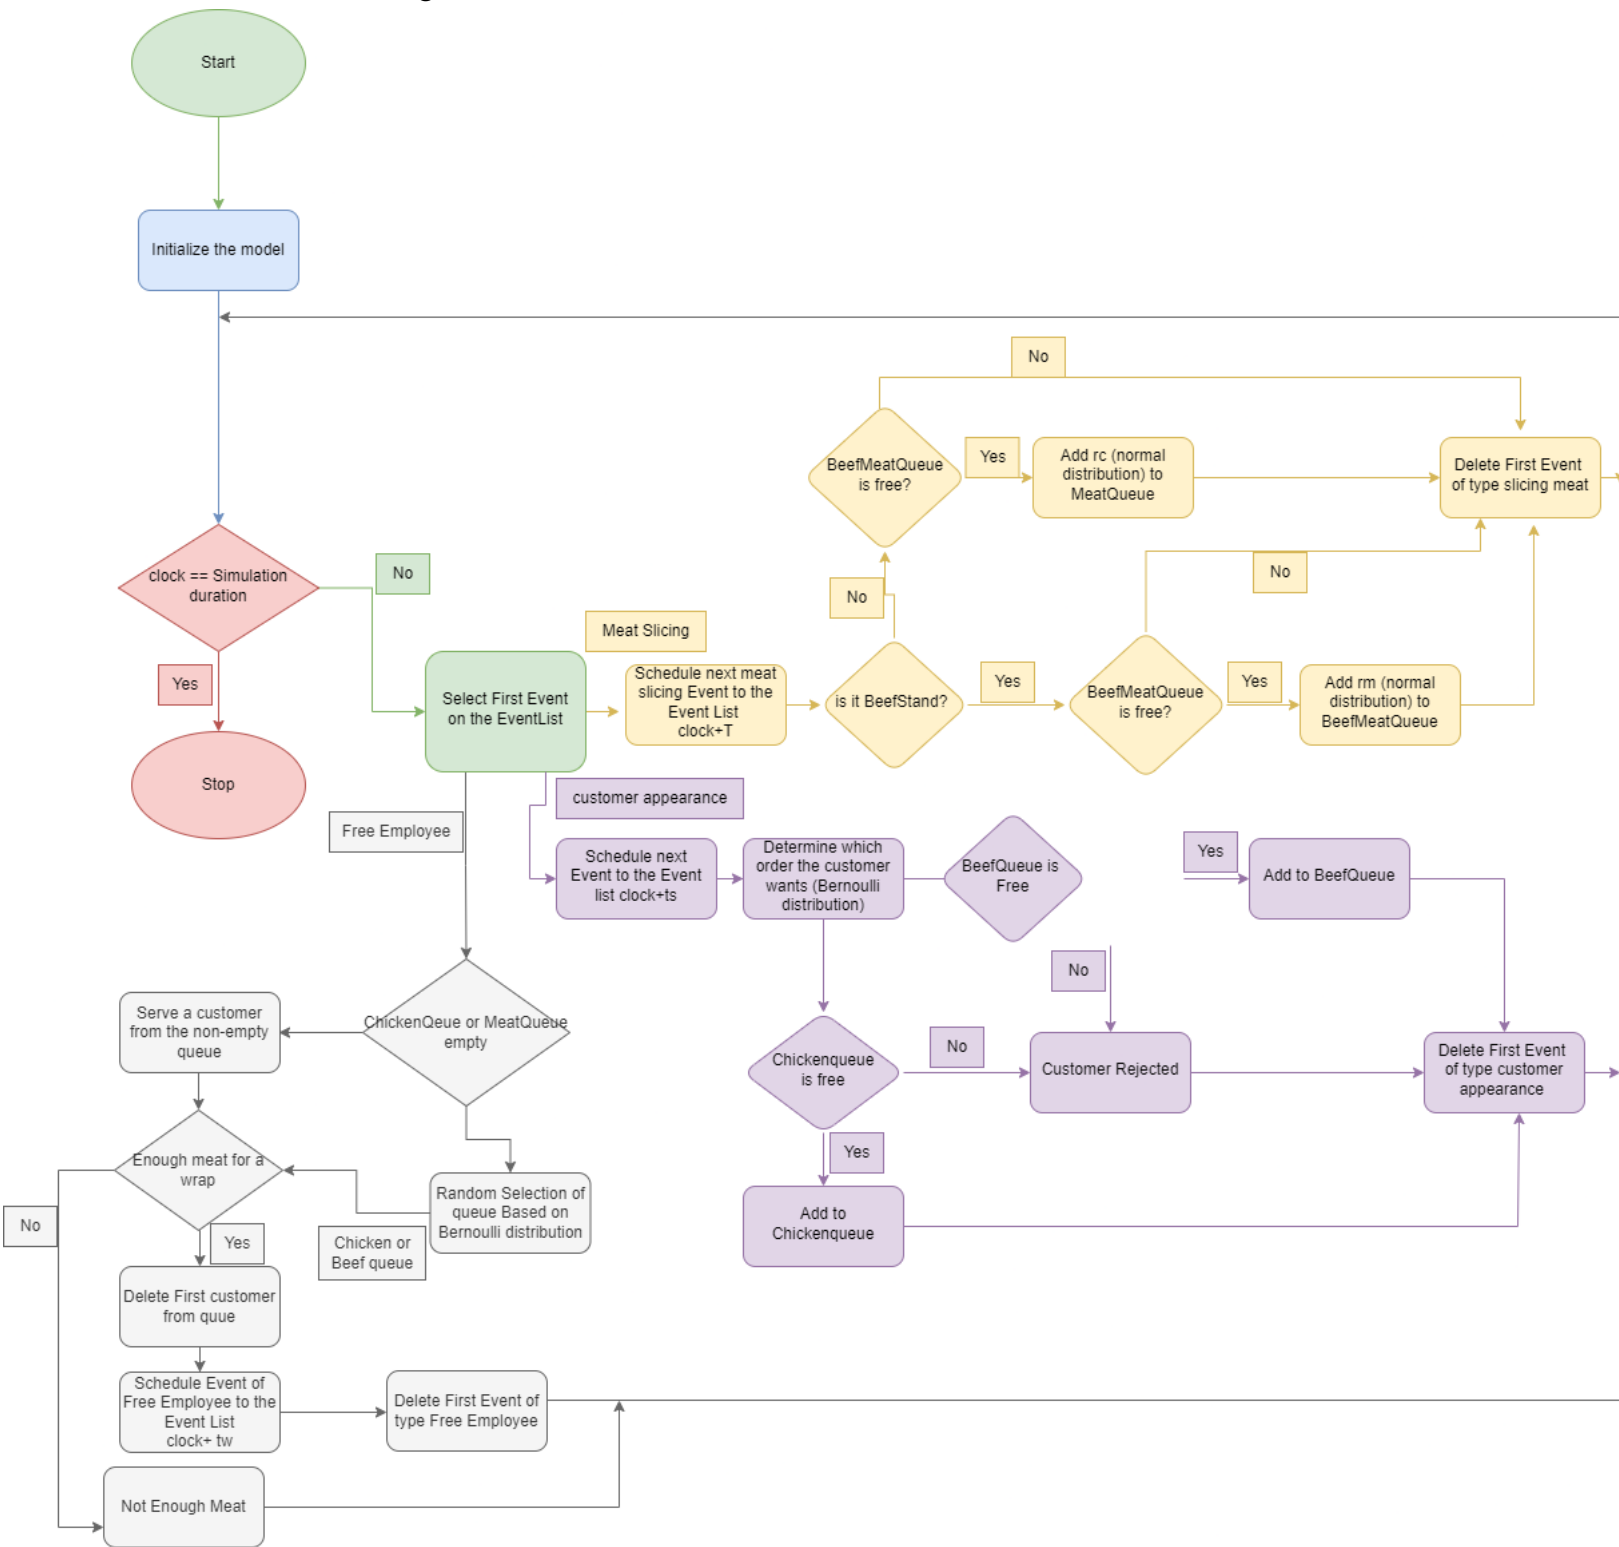 Start
Initialize the model
No
BeefMeatQueue
is free?
Yes
Add rc (normal
distribution) to
MeatQueue
Delete First Event
of type slicing meat
clock == Simulation
duration
No
No
No
Meat Slicing
Yes
Select First Event
on the EventList
Schedule next meat
slicing Event to the
Event List
clock+T
is it BeefStand?
Yes
BeefMeatQueue
is free?
Yes
Add rm (normal
distribution) to
BeefMeatQueue
Stop
customer appearance
Free Employee
Schedule next
Event to the Event
list clock+ts
Determine which
order the customer
wants (Bernoulli
distribution)
BeefQueue is
Free
Yes
Add to BeefQueue
No
Serve a customer
from the non-empty
queue
ChickenQeue or MeatQueue
empty
Chickenqueue
is free
No
Customer Rejected
Delete First Event
of type customer
appearance
Enough meat for a
wrap
Yes
Random Selection of
queue Based on
Bernoulli distribution
Add to
Chickenqueue
No
Yes
Chicken or
Beef queue
Delete First customer
from quue
Schedule Event of
Free Employee to the
Event List
clock+ tw
Delete First Event of
type Free Employee
Not Enough Meat